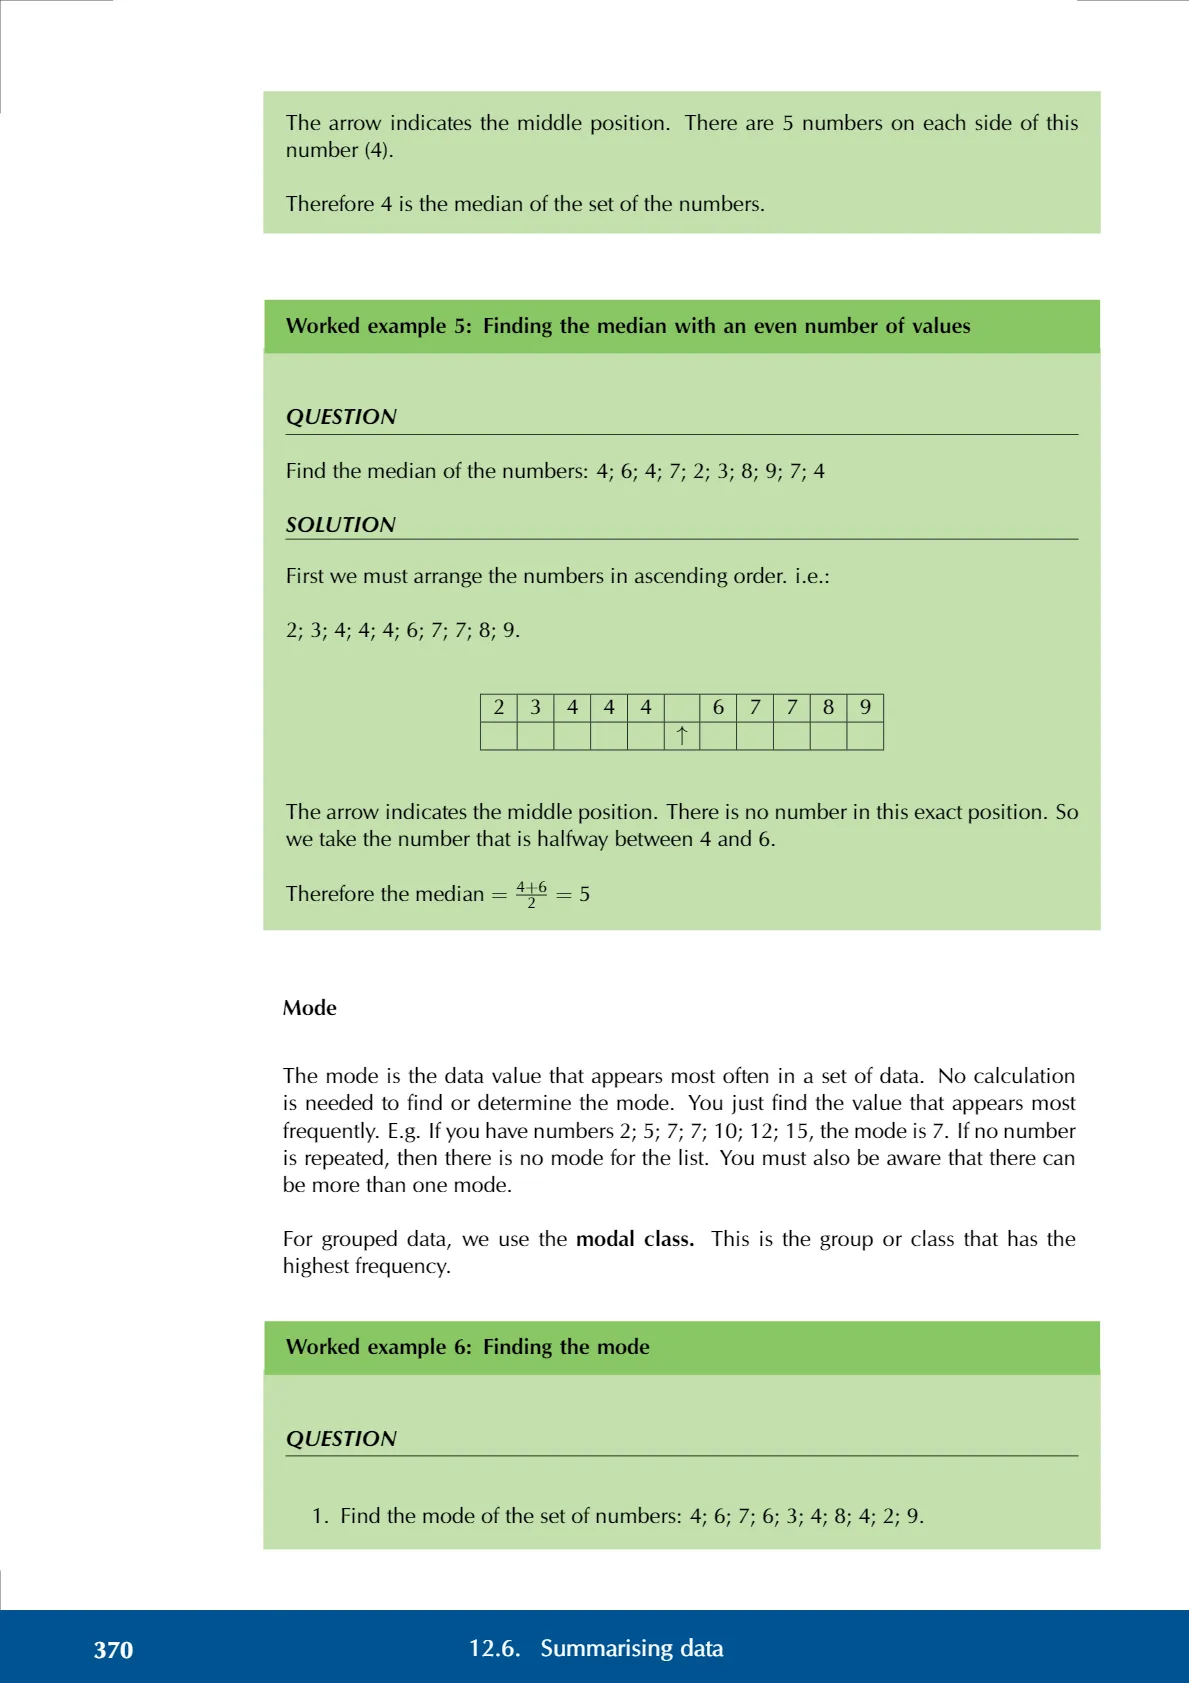 The arrow indicates the middle position. There are 5 numbers on each side of this
number (4).
Therefore 4 is the median of the set of the numbers.
Worked example 5: Finding the median with an even number of values
QUESTION
Find the median of the numbers: 4; 6; 4; 7; 2; 3; 8; 9; 7; 4
SOLUTION
First we must arrange the numbers in ascending order. i.e.:
2; 3; 4; 4; 4; 6; 7; 7; 8; 9.
2 3 4 4 4 6 7 7 8 9
↑
The arrow indicates the middle position. There is no number in this exact position. So
we take the number that is halfway between 4 and 6.
Therefore the median = 4+6/2 = 5
Mode
The mode is the data value that appears most often in a set of data. No calculation
is needed to find or determine the mode. You just find the value that appears most
frequently. E.g. If you have numbers 2; 5; 7; 7; 10; 12; 15, the mode is 7. If no number
is repeated, then there is no mode for the list. You must also be aware that there can
be more than one mode.
For grouped data, we use the modal class. This is the group or class that has the
highest frequency.
Worked example 6: Finding the mode
QUESTION
1. Find the mode of the set of numbers: 4; 6; 7; 6; 3; 4; 8; 4; 2; 9.
370 12.6. Summarising data